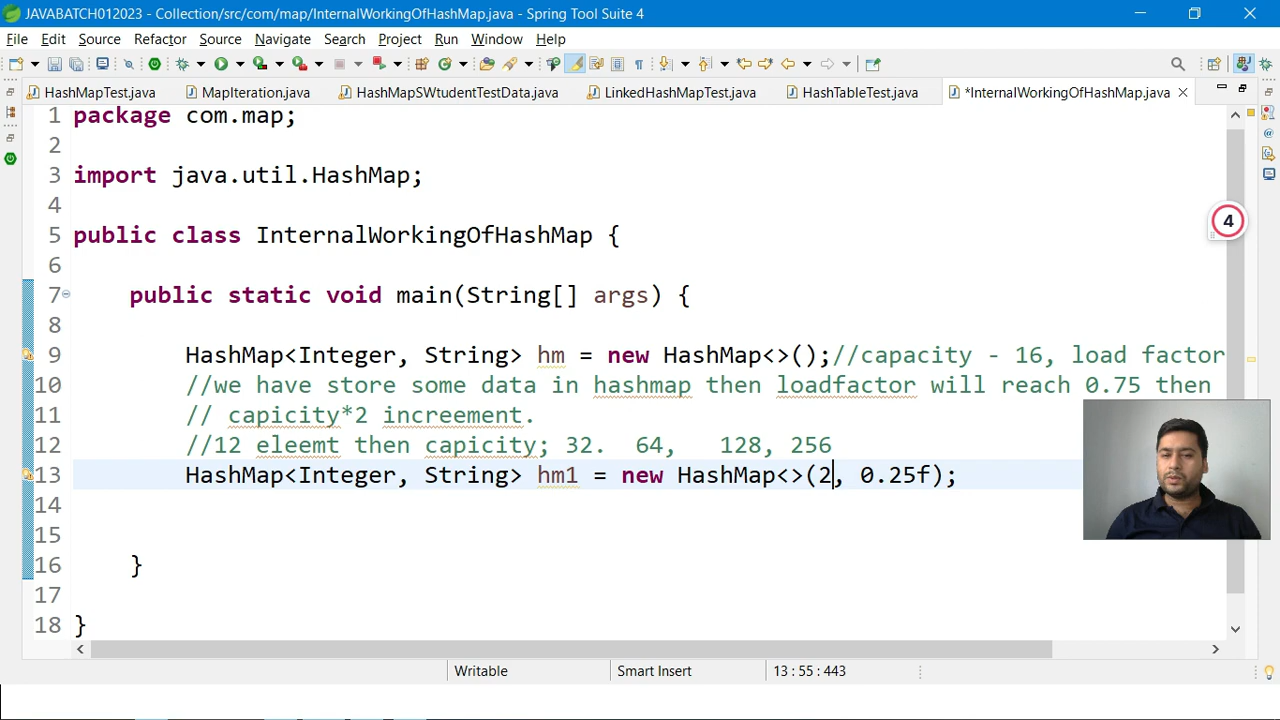 JAVABATCH012023 - Collection/src/com/map/InternalWorkingOfHashMap.java - Spring Tool Suite 4
File Edit Source Refactor Source Navigate Search Project Run Window Help
HashMapTest.java MapIteration.java HashMapSWtudentTestData.java LinkedHashMapTest.java HashTableTest.java *InternalWorkingOfHashMap.java
1 package com.map;
2
3 import java.util.HashMap;
4
5 public class InternalWorkingOfHashMap {
6
7 public static void main(String[] args) {
8
9 HashMap<Integer, String> hm = new HashMap<>();//capacity - 16, load factor
10 //we have store some data in hashmap then loadfactor will reach 0.75 then
11 // capicity*2 increement.
12 //12 eleemt then capicity; 32. 64, 128, 256
13 HashMap<Integer, String> hm1 = new HashMap<>(2, 0.25f);
14
15
16 }
17
18 }
4
Writable Smart Insert 13 : 55 : 443